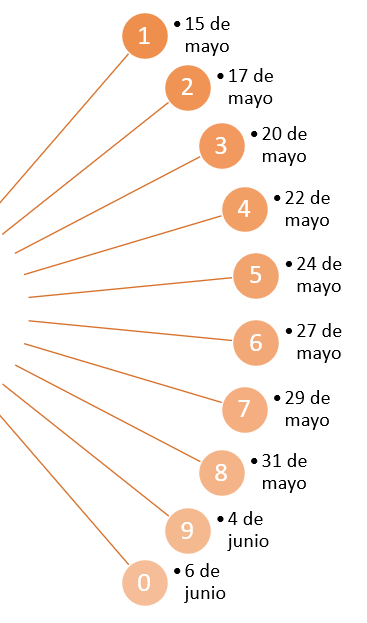 1
• 15 de
mayo
2
• 17 de
mayo
3
• 20 de
mayo
4
• 22 de
mayo
5
• 24 de
mayo
6
• 27 de
mayo
7
• 29 de
mayo
8
• 31 de
mayo
9
• 4 de
junio
0
• 6 de
junio